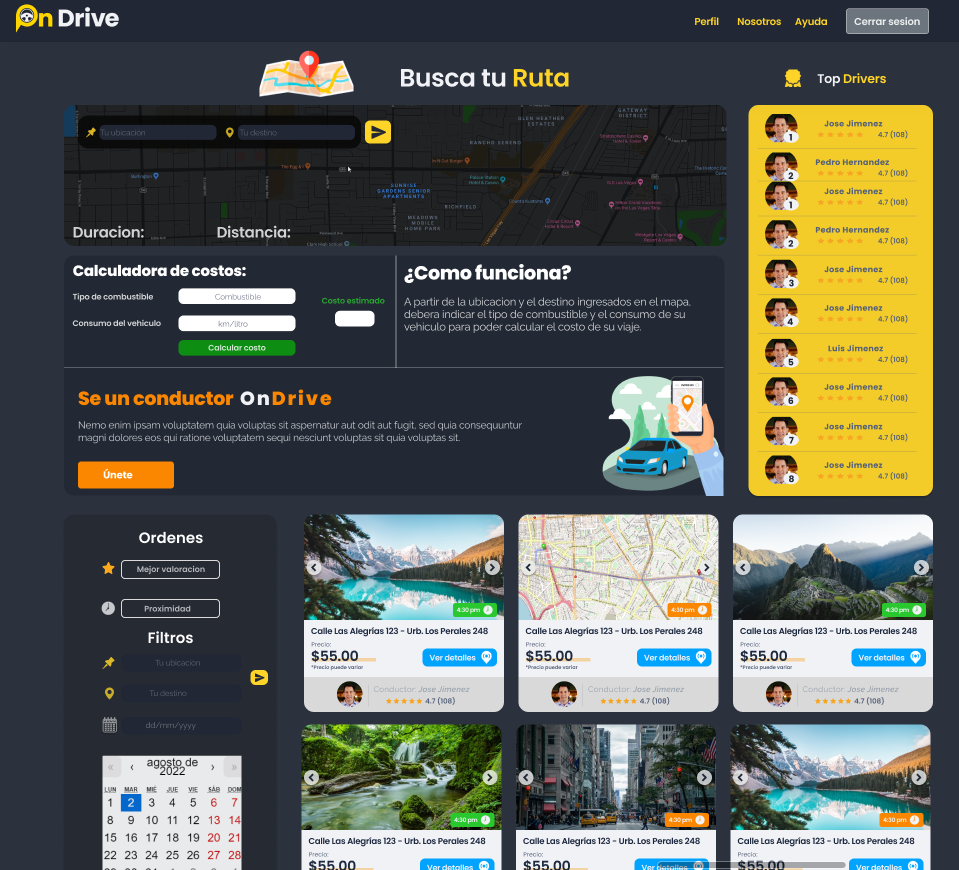 On Drive
Perfil
Nosotros
Ayuda
Cerrar sesion
Busca tu Ruta
Top Drivers
Tu ubicación
Tu destino
GLEN HEATHER
ESTATES
GATEWAY
DISTRICT
RANCHO SERENO
SUNRISE
GARDENS SENIOR
APARTMENTS
RICHFIELD
MEADOWS
MOBILE
HOME PARK
Duracion:
Distancia:
Jose Jimenez
1
4.7 (108)
Pedro Hernandez
2
4.7 (108)
Jose Jimenez
1
4.7 (108)
Pedro Hernandez
2
4.7 (108)
Jose Jimenez
3
4.7 (108)
Jose Jimenez
4
4.7 (108)
Luis Jimenez
5
4.7 (108)
Jose Jimenez
6
4.7 (108)
Jose Jimenez
7
4.7 (108)
Jose Jimenez
8
4.7 (108)
Calculadora de costos:
Tipo de combustible
Combustible
Costo estimado
Consumo del vehiculo
km/litro
Calcular costo
¿Como funciona?
A partir de la ubicacion y el destino ingresados en el mapa,
debera indicar el tipo de combustible y el consumo de su
vehiculo para poder calcular el costo de su viaje.
Se un conductor OnDrive
Nemo enim ipsam voluptatem quia voluptas sit aspernatur aut odit aut fugit, sed quia consequuntur
magni dolores eos qui ratione voluptatem sequi nesciunt voluptas sit quia voluptas sit.
Únete
Ordenes
Mejor valoracion
Proximidad
Filtros
Tu ubicación
Tu destino
dd/mm/yyyy
« ‹ agosto de
2022 › »
LUN MAR MIÉ JUE VIE SÁB DOM
1 2 3 4 5 6 7
8 9 10 11 12 13 14
15 16 17 18 19 20 21
22 23 24 25 26 27 28
4:30 pm
Calle Las Alegrías 123 - Urb. Los Perales 248
Precio:
$55.00
*Precio puede variar
Ver detalles
Conductor: Jose Jimenez
4.7 (108)
4:30 pm
Calle Las Alegrías 123 - Urb. Los Perales 248
Precio:
$55.00
*Precio puede variar
Ver detalles
Conductor: Jose Jimenez
4.7 (108)
4:30 pm
Calle Las Alegrías 123 - Urb. Los Perales 248
Precio:
$55.00
*Precio puede variar
Ver detalles
Conductor: Jose Jimenez
4.7 (108)
4:30 pm
Calle Las Alegrías 123 - Urb. Los Perales 248
Precio:
$55.00
Ver detalles
4:30 pm
Calle Las Alegrías 123 - Urb. Los Perales 248
Precio:
$55.00
Ver detalles
4:30 pm
Calle Las Alegrías 123 - Urb. Los Perales 248
Precio:
$55.00
Ver detalles